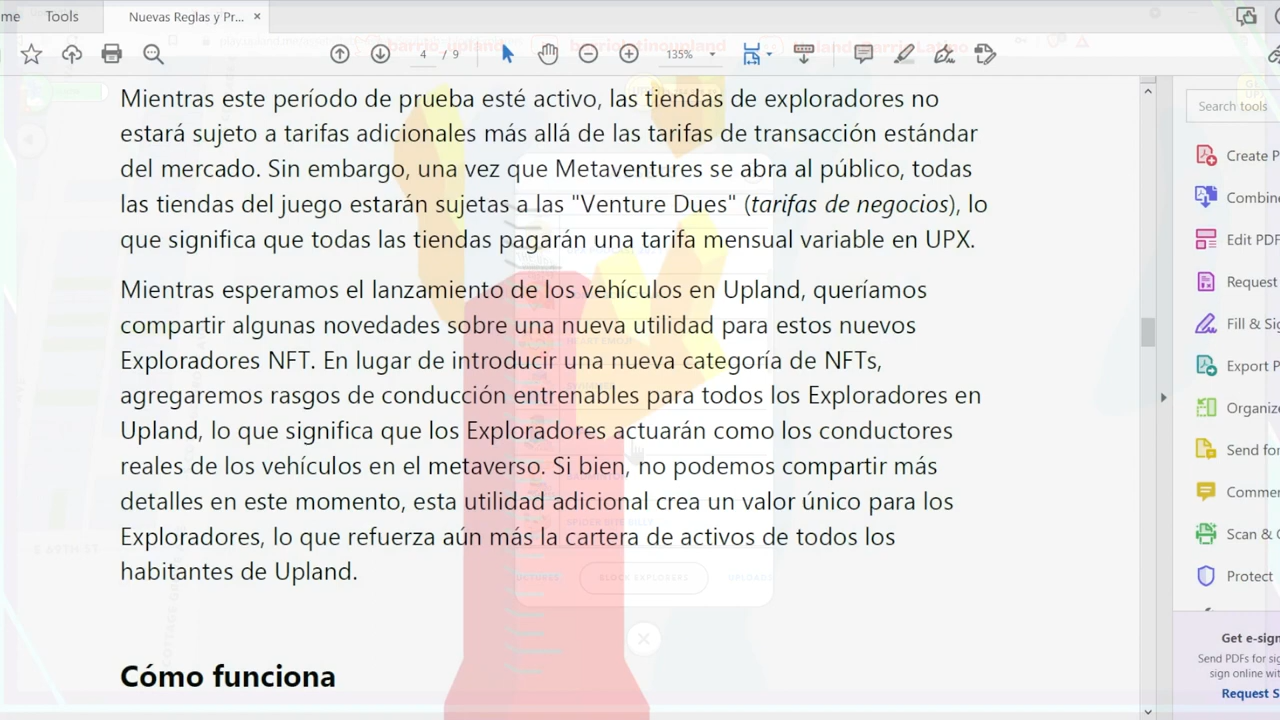 me Tools Nuevas Reglas y Pr... ×
4 / 9 135%
Mientras este período de prueba esté activo, las tiendas de exploradores no
estará sujeto a tarifas adicionales más allá de las tarifas de transacción estándar
del mercado. Sin embargo, una vez que Metaventures se abra al público, todas
las tiendas del juego estarán sujetas a las "Venture Dues" (tarifas de negocios), lo
que significa que todas las tiendas pagarán una tarifa mensual variable en UPX.
Mientras esperamos el lanzamiento de los vehículos en Upland, queríamos
compartir algunas novedades sobre una nueva utilidad para estos nuevos
Exploradores NFT. En lugar de introducir una nueva categoría de NFTs,
agregaremos rasgos de conducción entrenables para todos los Exploradores en
Upland, lo que significa que los Exploradores actuarán como los conductores
reales de los vehículos en el metaverso. Si bien, no podemos compartir más
detalles en este momento, esta utilidad adicional crea un valor único para los
Exploradores, lo que refuerza aún más la cartera de activos de todos los
habitantes de Upland.
Cómo funciona
BLOCK EXPLORERS
Search tools
Create P
Combine
Edit PDF
Request
Fill & Sig
Export P
Organize
Send for
Commen
Scan & O
Protect
Get e-sign
Send PDFs for sig
sign online wit
Request S